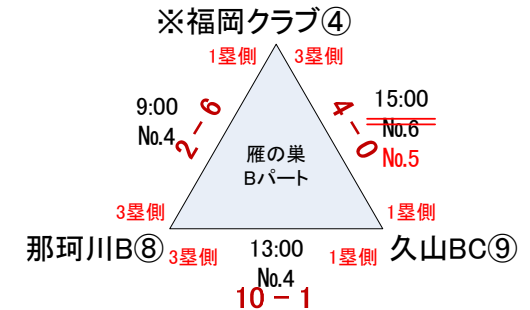 ※福岡クラブ④
1塁側 3塁側
9:00
No.4
2－6
15:00
No.6
No.5
4－0
雁の巣
Bパート
3塁側
1塁側
那珂川B⑧
久山BC⑨
3塁側
13:00
1塁側
No.4
10－1